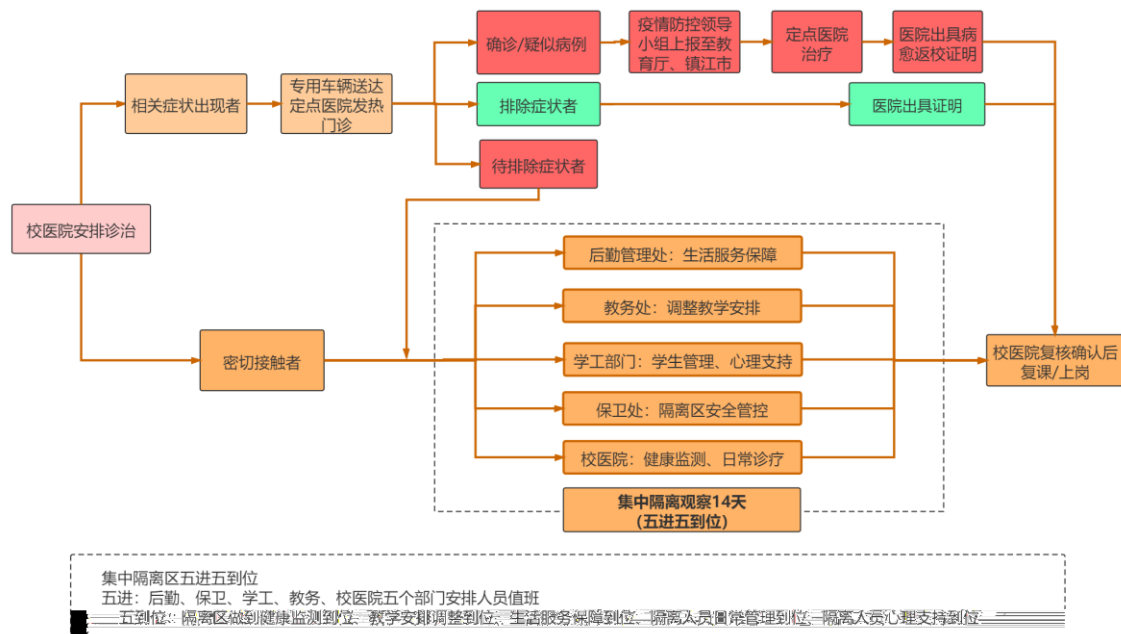 确诊/疑似病例
疫情防控领导
小组上报至教
育厅、镇江市
定点医院
治疗
医院出具病
愈返校证明
相关症状出现者
专用车辆送达
定点医院发热
门诊
排除症状者
医院出具证明
待排除症状者
校医院安排诊治
后勤管理处：生活服务保障
教务处：调整教学安排
密切接触者
学工部门：学生管理、心理支持
校医院复核确认后
复课/上岗
保卫处：隔离区安全管控
校医院：健康监测、日常诊疗
集中隔离观察14天
（五进五到位）
集中隔离区五进五到位
五进：后勤、保卫、学工、教务、校医院五个部门安排人员值班
五到位：隔离区做到健康监测到位、教学安排调整到位、生活服务保障到位、隔离人员日常管理到位、隔离人员心理支持到位